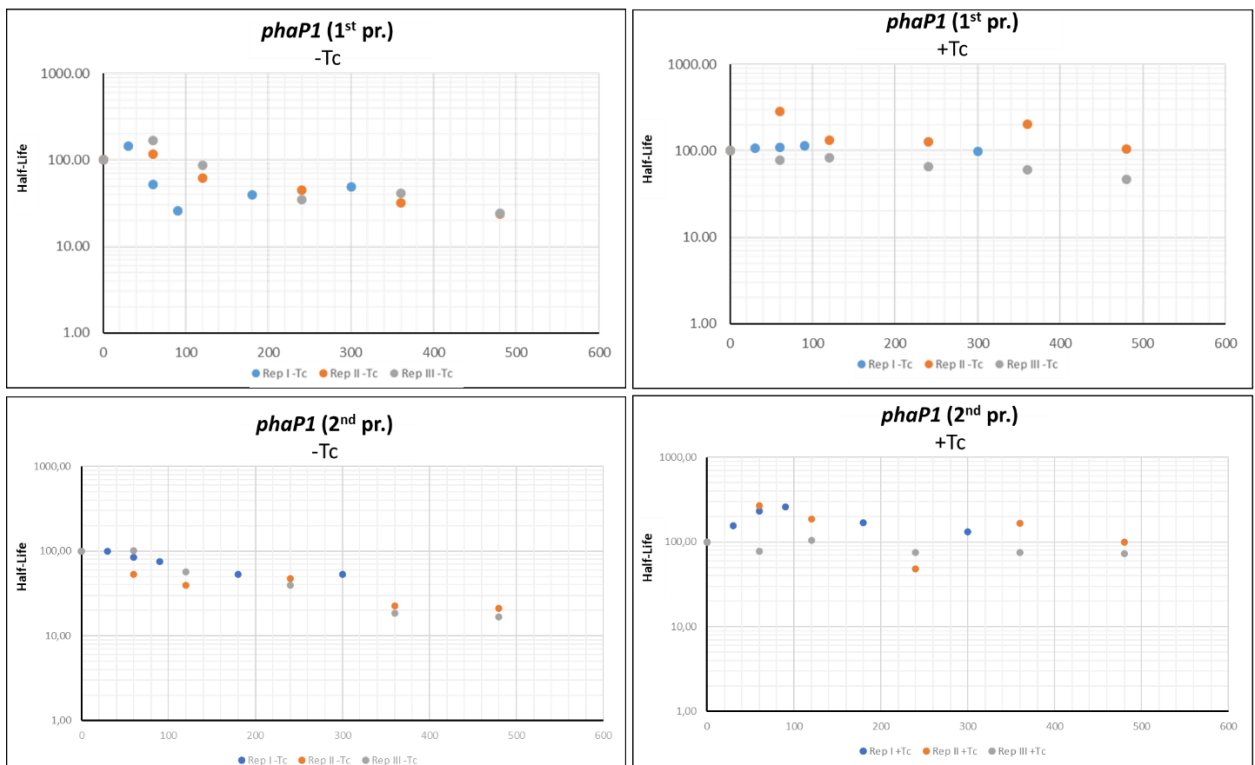 phaP1 (1st pr.)
-Tc
1000.00
100.00
10.00
1.00
Half-Life
0 100 200 300 400 500 600
Rep I -Tc Rep II -Tc Rep III -Tc
phaP1 (1st pr.)
+Tc
1000.00
100.00
10.00
1.00
Half-Life
0 100 200 300 400 500 600
Rep I -Tc Rep II -Tc Rep III -Tc
phaP1 (2nd pr.)
-Tc
1000,00
100,00
10,00
1,00
Half-Life
0 100 200 300 400 500 600
Rep I -Tc Rep II -Tc Rep III -Tc
phaP1 (2nd pr.)
+Tc
1000,00
100,00
10,00
1,00
Half-Life
0 100 200 300 400 500 600
Rep I +Tc Rep II +Tc Rep III +Tc